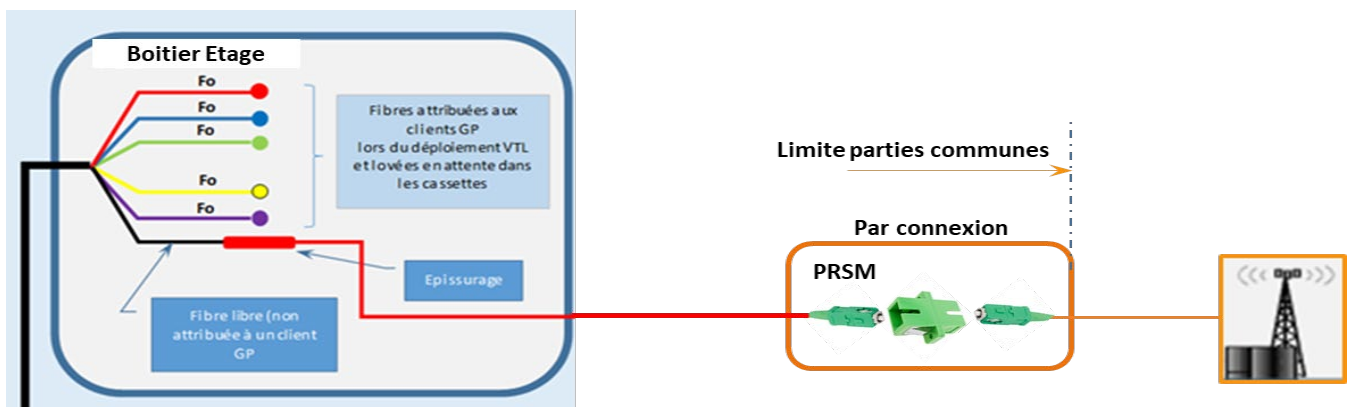 Boitier Etage
Fo
Fo
Fo
Fo
Fo
Fibres attribuées aux
clients GP
lors du déploiement VTL
et lovées en attente dans
les cassettes
Epissurage
Fibre libre (non
attribuée à un client
GP
Limite parties communes
Par connexion
PRSM